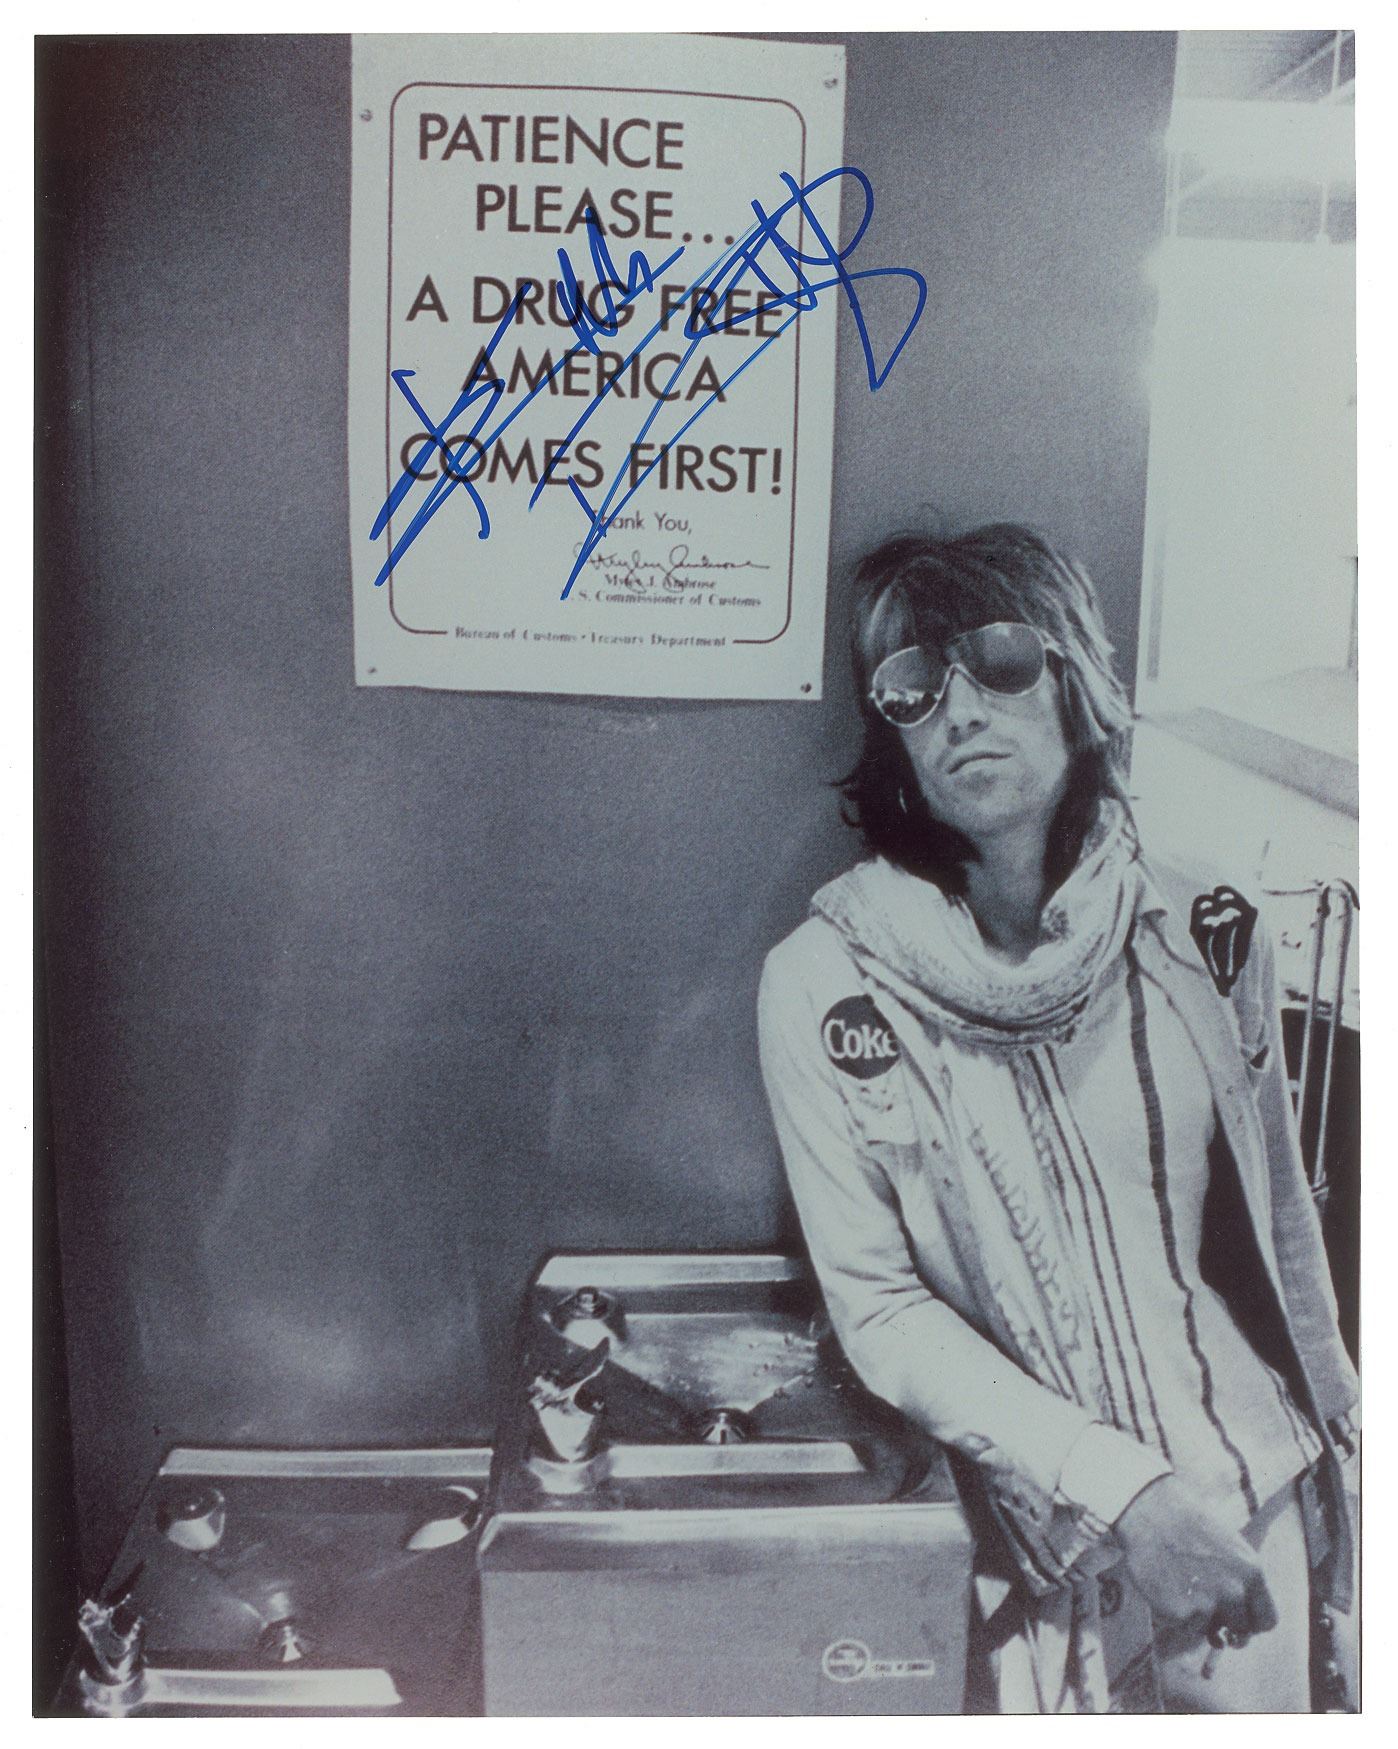 PATIENCE
PLEASE...
A DRUG FREE
AMERICA
COMES FIRST!
Thank You,
Myles J. Ambrose
S. Commissioner of Customs
Bureau of Customs • Treasury Department
Coke